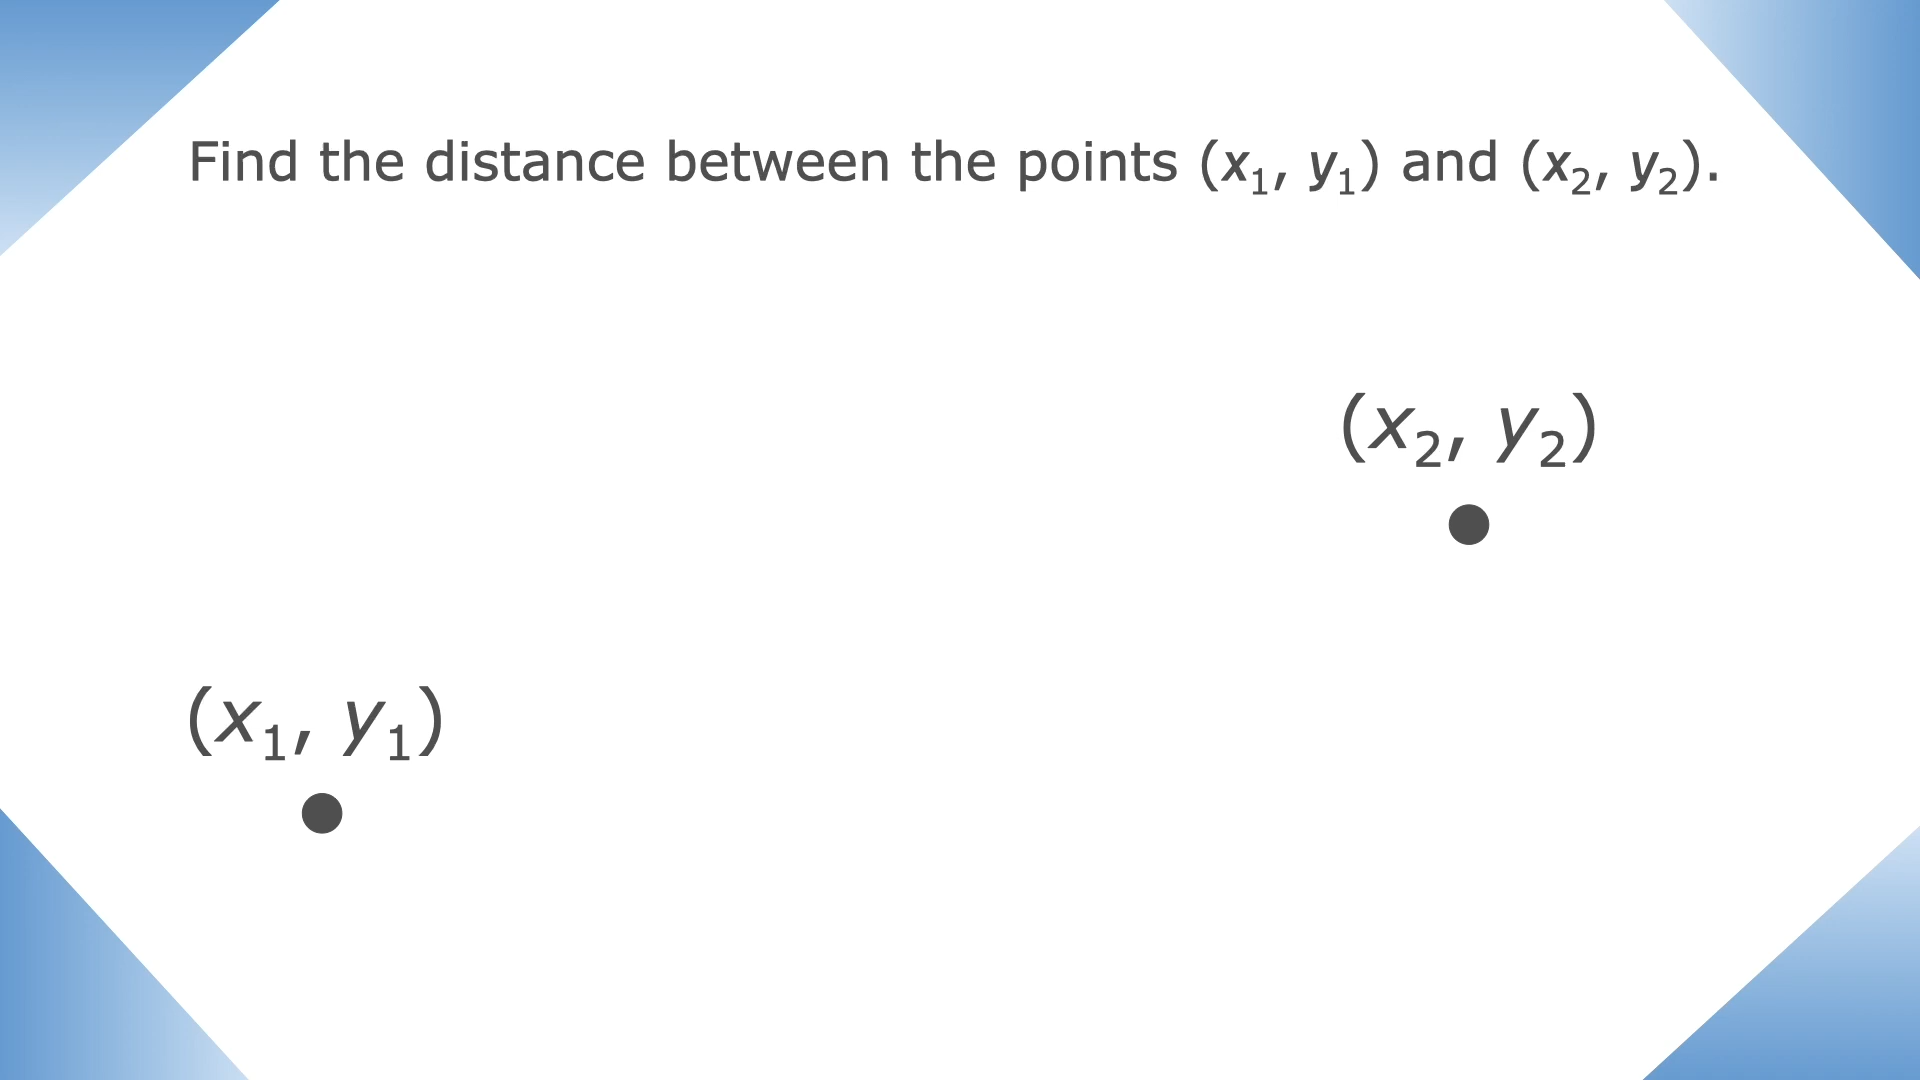 Find the distance between the points (x₁, y₁) and (x₂, y₂).
(x₂, y₂)
(x₁, y₁)